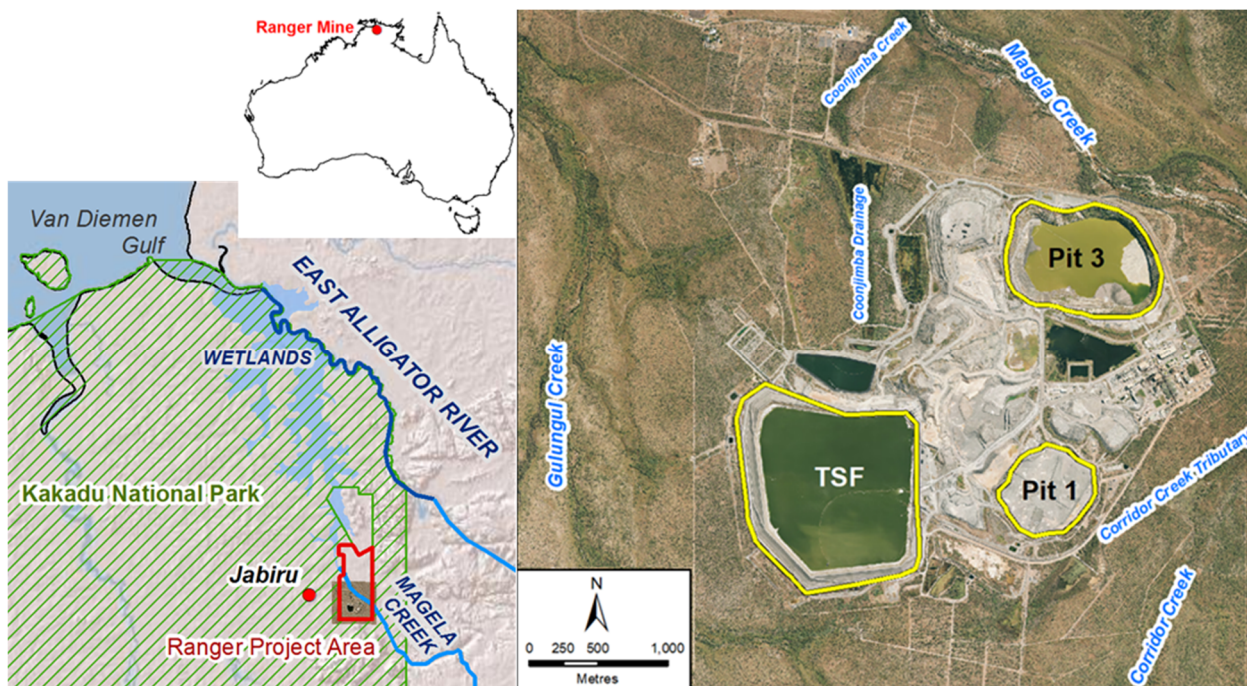 Ranger Mine
Van Diemen
Gulf
EAST ALLIGATOR RIVER
WETLANDS
Kakadu National Park
Jabiru
MAGELA
CREEK
Ranger Project Area
Coonjimba Creek
Magela Creek
Coonjimba Drainage
Pit 3
Gulungul Creek
TSF
Pit 1
Corridor Creek Tributary
Corridor Creek
N
0 250 500 1,000
Metres